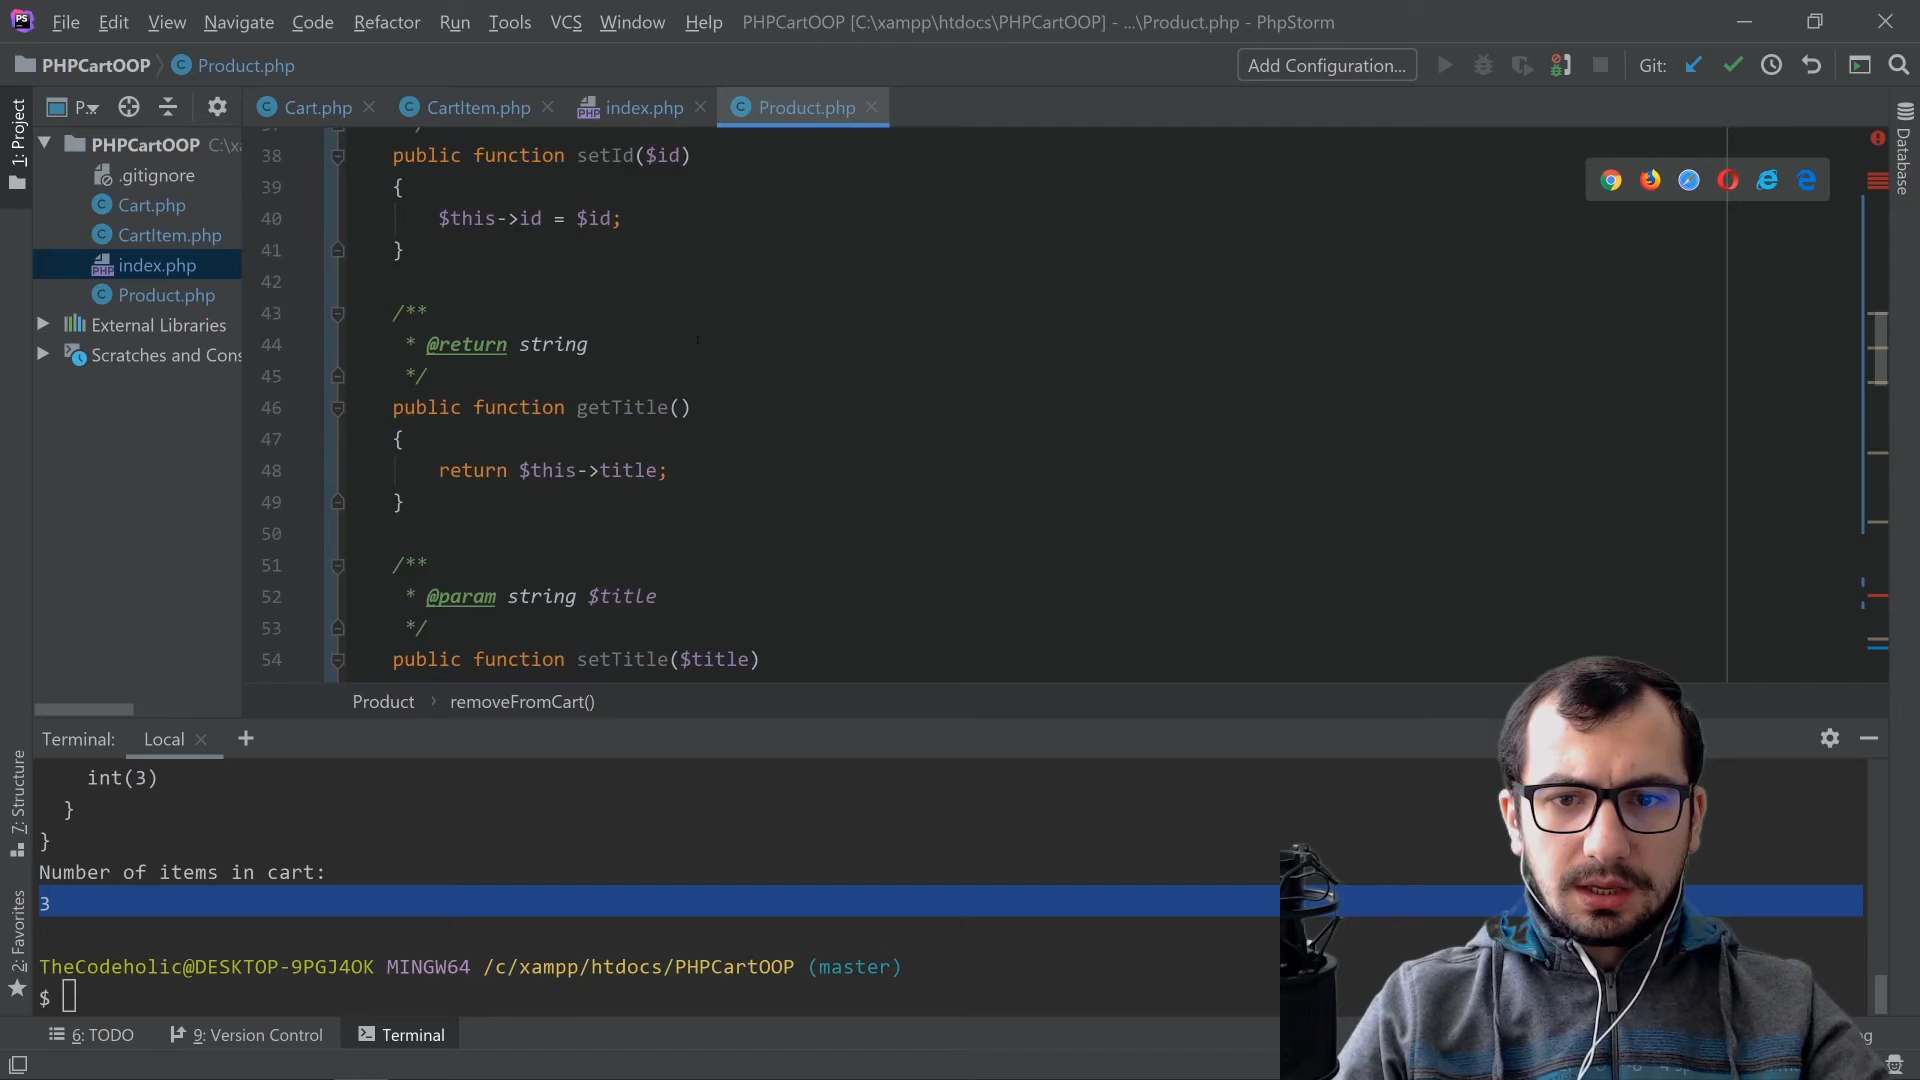 PS File Edit View Navigate Code Refactor Run Tools VCS Window Help PHPCartOOP [C:\xampp\htdocs\PHPCartOOP] - ...\Product.php - PhpStorm
PHPCartOOP Product.php Add Configuration... Git:
P... Cart.php CartItem.php index.php Product.php
1: Project
PHPCartOOP C:\x
.gitignore
Cart.php
CartItem.php
index.php
Product.php
External Libraries
Scratches and Cons
38 public function setId($id)
39 {
40 $this->id = $id;
41 }
42
43 /**
44 * @return string
45 */
46 public function getTitle()
47 {
48 return $this->title;
49 }
50
51 /**
52 * @param string $title
53 */
54 public function setTitle($title)
Database
Product › removeFromCart()
Terminal: Local +
7: Structure
2: Favorites
int(3)
}
}
Number of items in cart:
3
TheCodeholic@DESKTOP-9PGJ4OK MINGW64 /c/xampp/htdocs/PHPCartOOP (master)
$
6: TODO 9: Version Control Terminal